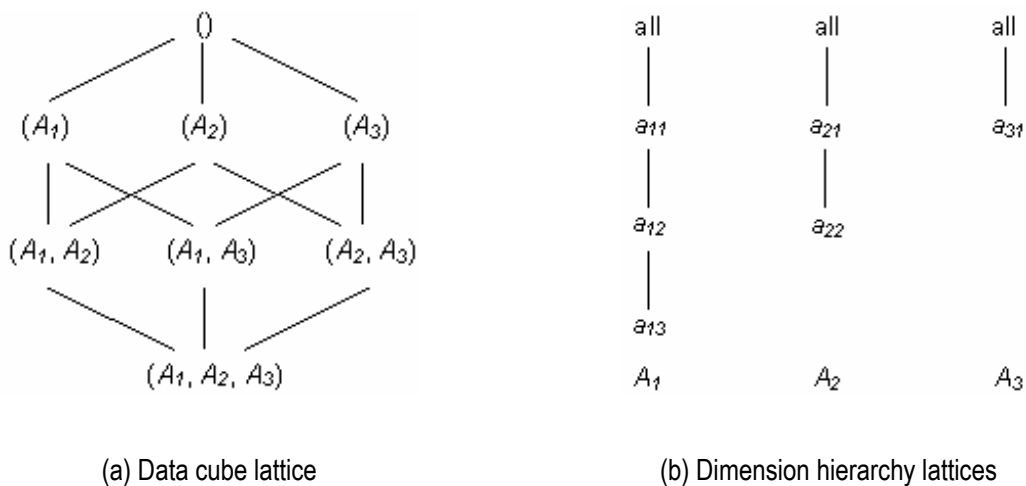 ()
(A1) (A2) (A3)
(A1, A2) (A1, A3) (A2, A3)
(A1, A2, A3)
(a) Data cube lattice
all all all
a11 a21 a31
a12 a22
a13
A1 A2 A3
(b) Dimension hierarchy lattices